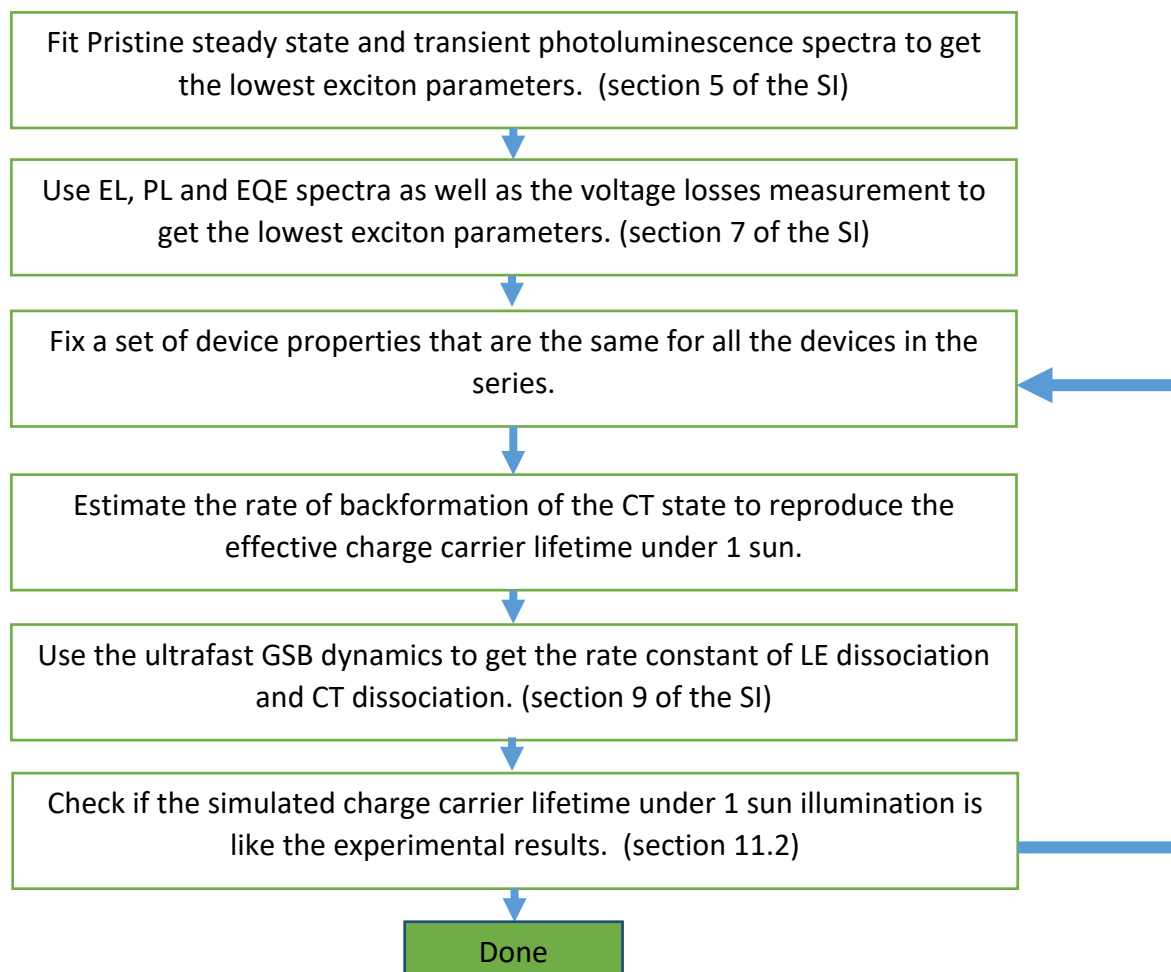 Fit Pristine steady state and transient photoluminescence spectra to get
the lowest exciton parameters.  (section 5 of the SI)
Use EL, PL and EQE spectra as well as the voltage losses measurement to
get the lowest exciton parameters. (section 7 of the SI)
Fix a set of device properties that are the same for all the devices in the
series.
Estimate the rate of backformation of the CT state to reproduce the
effective charge carrier lifetime under 1 sun.
Use the ultrafast GSB dynamics to get the rate constant of LE dissociation
and CT dissociation. (section 9 of the SI)
Check if the simulated charge carrier lifetime under 1 sun illumination is
like the experimental results.  (section 11.2)
Done